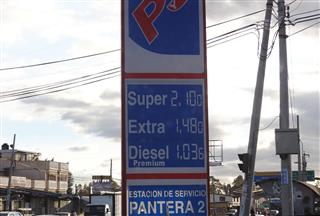 P
Super 2.100
Extra 1.480
Diesel 1.036
Premium
ESTACION DE SERVICIO
PANTERA 2